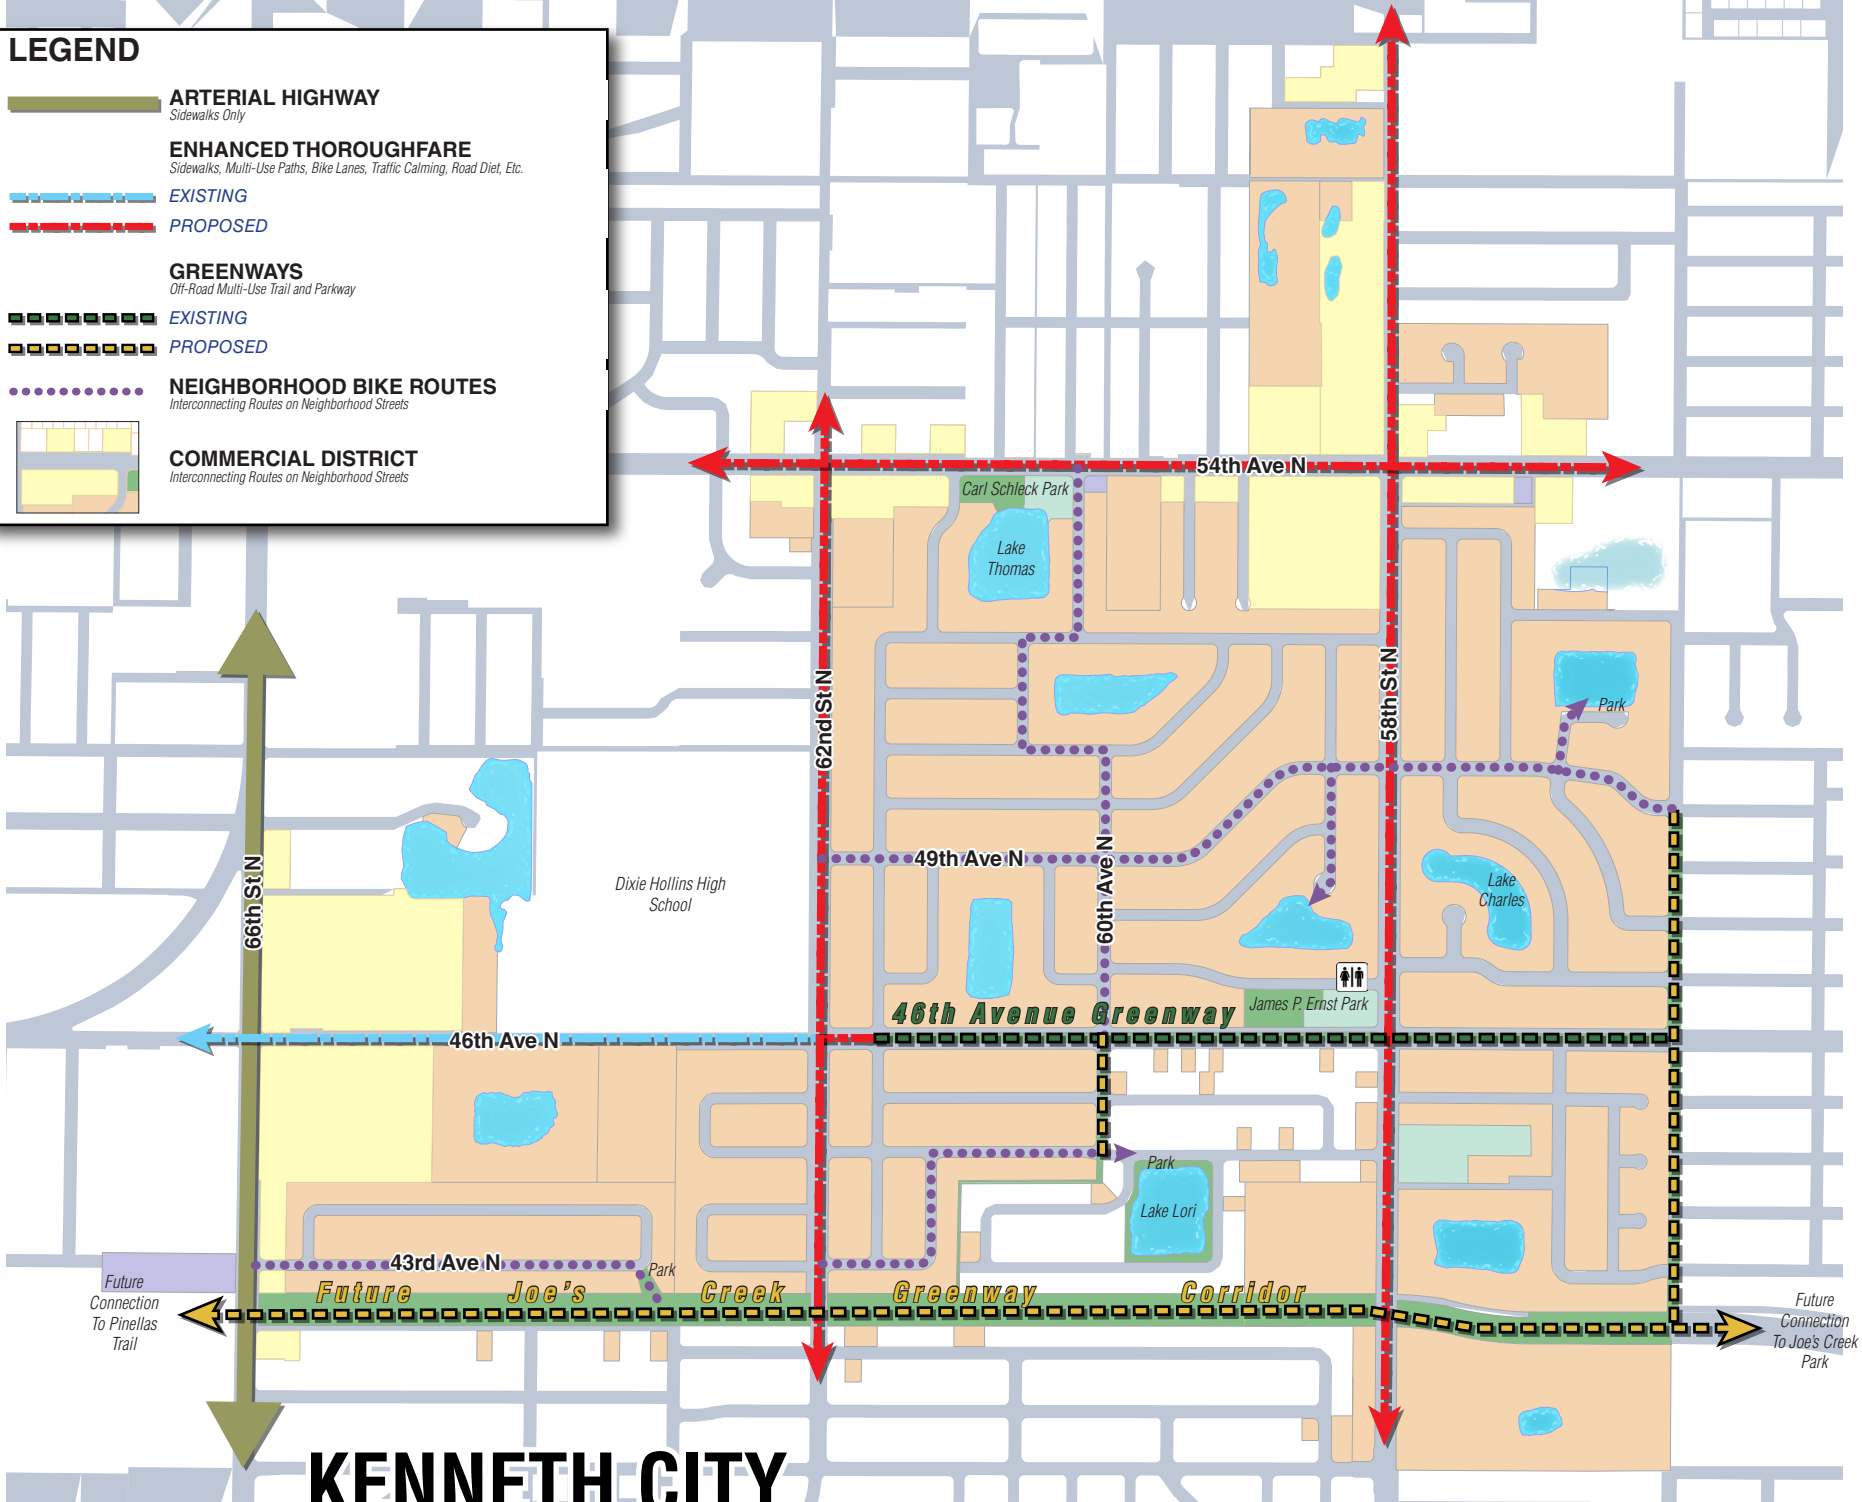 LEGEND
ARTERIAL HIGHWAY
Sidewalks Only
ENHANCED THOROUGHFARE
Sidewalks, Multi-Use Paths, Bike Lanes, Traffic Calming, Road Diet, Etc.
EXISTING
PROPOSED
GREENWAYS
Off-Road Multi-Use Trail and Parkway
EXISTING
PROPOSED
NEIGHBORHOOD BIKE ROUTES
Interconnecting Routes on Neighborhood Streets
COMMERCIAL DISTRICT
Interconnecting Routes on Neighborhood Streets
54th Ave N
Carl Schleck Park
Lake
Thomas
62nd St N
58th St N
Park
49th Ave N
60th Ave N
66th St N
Dixie Hollins High
School
Lake
Charles
46th Avenue Greenway
James P. Ernst Park
46th Ave N
Park
Lake Lori
43rd Ave N
Park
Future Joe's Creek Greenway Corridor
Future
Connection
To Pinellas
Trail
Future
Connection
To Joe's Creek
Park
KENNETH CITY